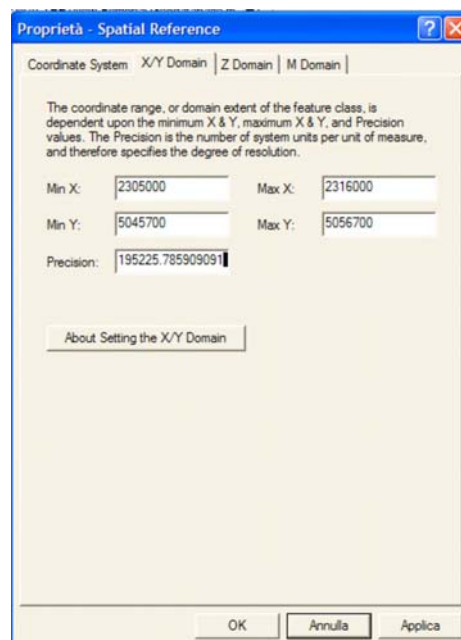 Proprietà - Spatial Reference
Coordinate System X/Y Domain Z Domain M Domain
The coordinate range, or domain extent of the feature class, is
dependent upon the minimum X & Y, maximum X & Y, and Precision
values. The Precision is the number of system units per unit of measure,
and therefore specifies the degree of resolution.
Min X: 2305000 Max X: 2316000
Min Y: 5045700 Max Y: 5056700
Precision: 195225.785909091
About Setting the X/Y Domain
OK Annulla Applica